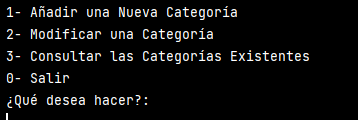 1- Añadir una Nueva Categoría
2- Modificar una Categoría
3- Consultar las Categorías Existentes
0- Salir
¿Qué desea hacer?: